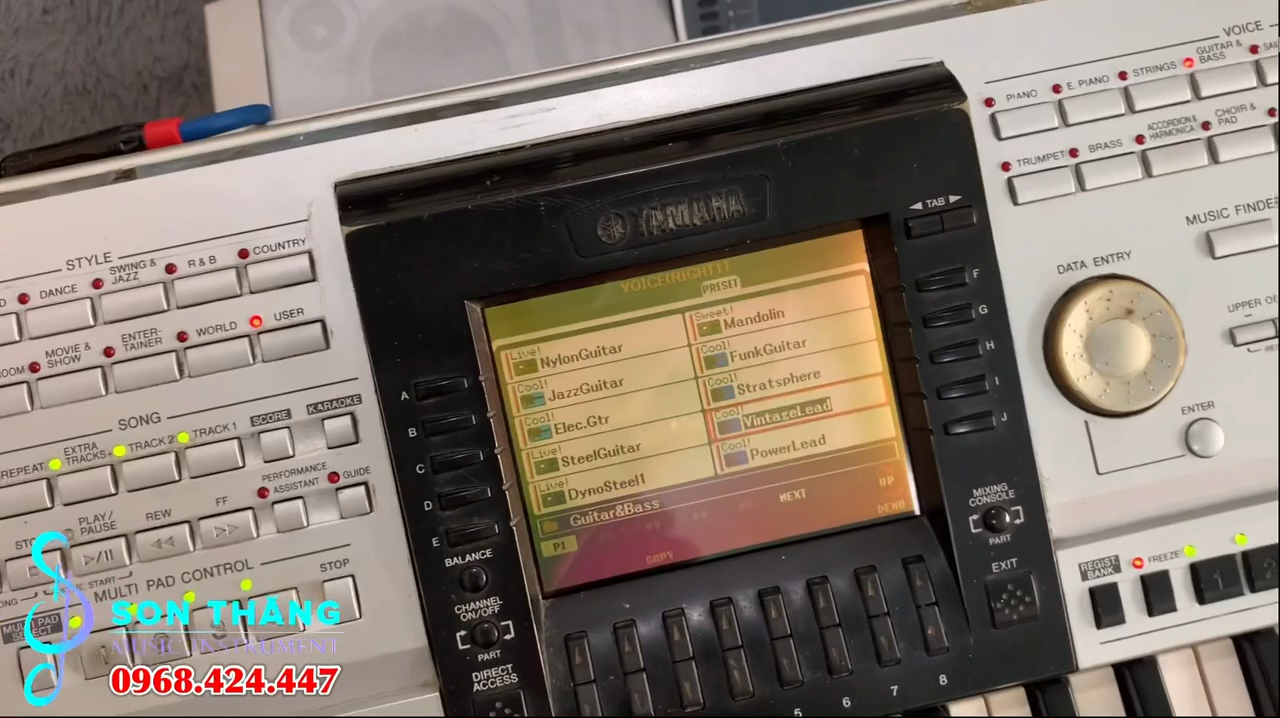 VOICE
PIANO
E. PIANO
STRINGS
GUITAR & BASS
TRUMPET
BRASS
ACCORDION & HARMONICA
CHOIR & PAD
MUSIC FINDE
DATA ENTRY
ENTER
STYLE
DANCE
SWING & JAZZ
R & B
COUNTRY
MOVIE & SHOW
ENTER-TAINER
WORLD
USER
SONG
REPEAT
EXTRA TRACKS
TRACK 2
TRACK 1
SCORE
KARAOKE
PLAY/PAUSE
REW
FF
PERFORMANCE ASSISTANT
GUIDE
MULTI PAD CONTROL
STOP
MULTI PAD SELECT
YAMAHA
TAB
A
B
C
D
E
F
G
H
I
J
VOICE(RIGHT1)
PRESET
Live!
NylonGuitar
Cool!
JazzGuitar
Cool!
Elec.Gtr
Live!
SteelGuitar
Live!
DynoSteel1
Sweet!
Mandolin
Cool!
FunkGuitar
Cool!
Stratsphere
Cool!
VintageLead
Cool!
PowerLead
Guitar&Bass
NEXT
UP
P1
COPY
DEMO
BALANCE
CHANNEL ON/OFF
PART
DIRECT ACCESS
MIXING CONSOLE
PART
EXIT
REGIST. BANK
FREEZE
1
2
5
6
7
8
SON THĂNG
MUSIC INSTRUMENT
0968.424.447